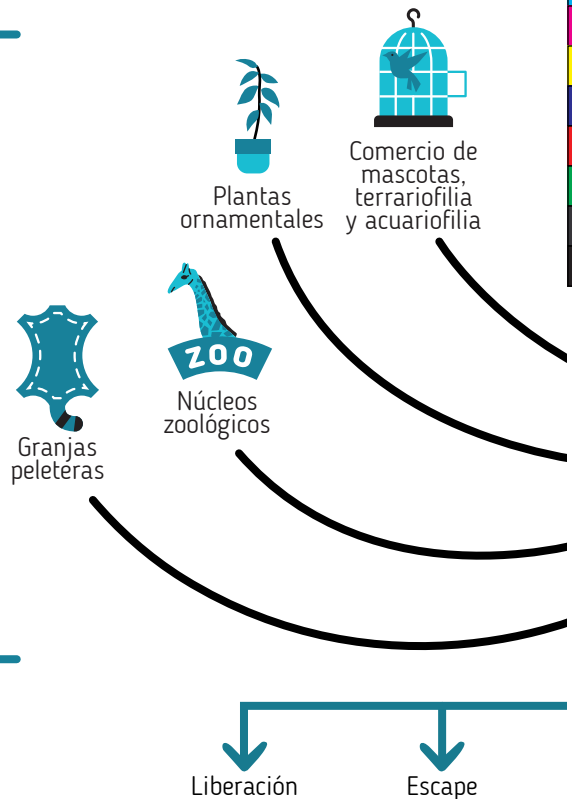 Comercio de
mascotas,
terrariofilia
y acuariofilia
Plantas
ornamentales
ZOO
Núcleos
zoológicos
Granjas
peleteras
Liberación
Escape